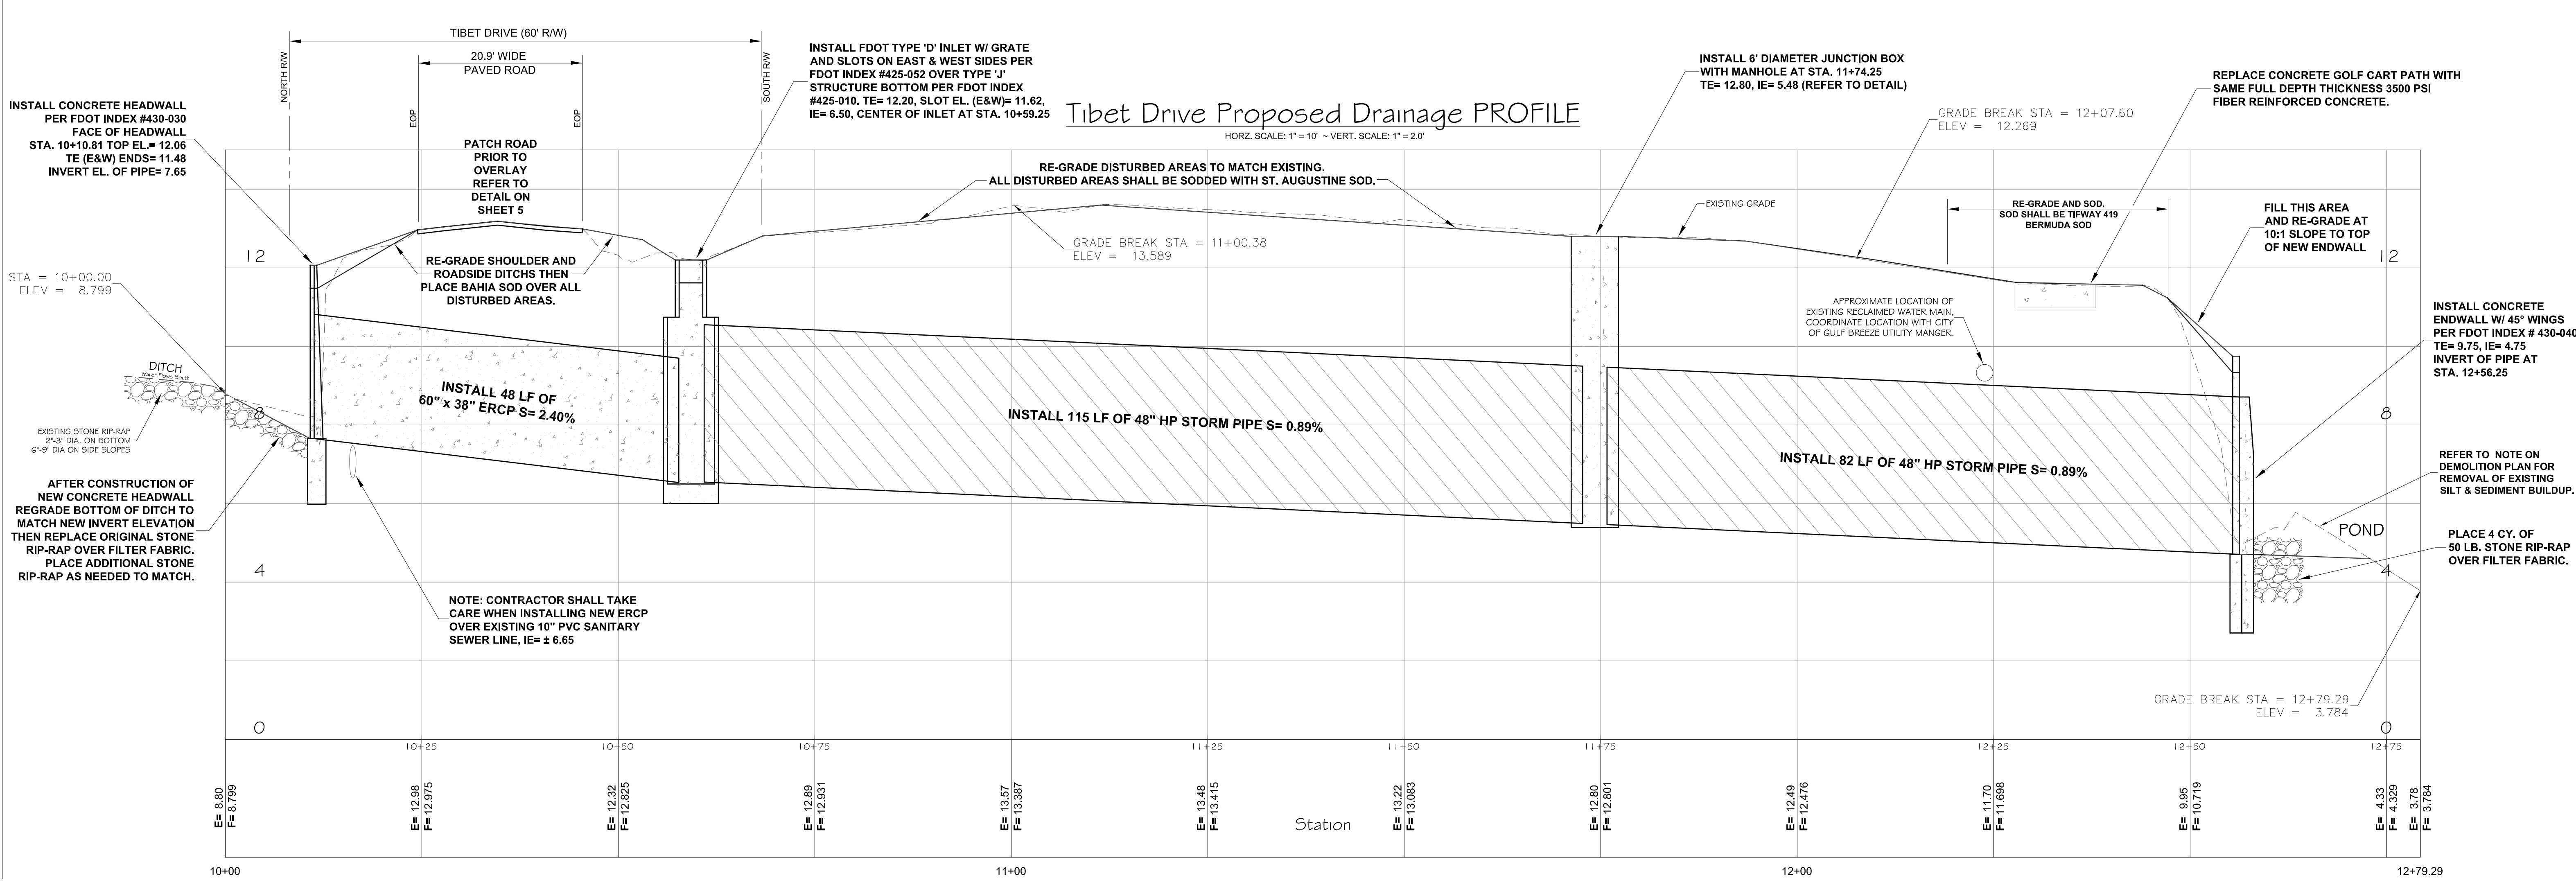 TIBET DRIVE (60' R/W)
20.9' WIDE
PAVED ROAD
NORTH R/W
EOP
EOP
SOUTH R/W
INSTALL CONCRETE HEADWALL
PER FDOT INDEX #430-030
FACE OF HEADWALL
STA. 10+10.81 TOP EL.= 12.06
TE (E&W) ENDS= 11.48
INVERT EL. OF PIPE= 7.65
PATCH ROAD
PRIOR TO
OVERLAY
REFER TO
DETAIL ON
SHEET 5
INSTALL FDOT TYPE 'D' INLET W/ GRATE
AND SLOTS ON EAST & WEST SIDES PER
FDOT INDEX #425-052 OVER TYPE 'J'
STRUCTURE BOTTOM PER FDOT INDEX
#425-010. TE= 12.20, SLOT EL. (E&W)= 11.62,
IE= 6.50, CENTER OF INLET AT STA. 10+59.25
Tibet Drive Proposed Drainage PROFILE
HORZ. SCALE: 1" = 10' ~ VERT. SCALE: 1" = 2.0'
INSTALL 6' DIAMETER JUNCTION BOX
WITH MANHOLE AT STA. 11+74.25
TE= 12.80, IE= 5.48 (REFER TO DETAIL)
GRADE BREAK STA = 12+07.60
ELEV = 12.269
REPLACE CONCRETE GOLF CART PATH WITH
SAME FULL DEPTH THICKNESS 3500 PSI
FIBER REINFORCED CONCRETE.
RE-GRADE DISTURBED AREAS TO MATCH EXISTING.
ALL DISTURBED AREAS SHALL BE SODDED WITH ST. AUGUSTINE SOD.
EXISTING GRADE
RE-GRADE AND SOD.
SOD SHALL BE TIFWAY 419
BERMUDA SOD
FILL THIS AREA
AND RE-GRADE AT
10:1 SLOPE TO TOP
OF NEW ENDWALL
GRADE BREAK STA = 11+00.38
ELEV = 13.589
12
12
STA = 10+00.00
ELEV = 8.799
RE-GRADE SHOULDER AND
ROADSIDE DITCHS THEN
PLACE BAHIA SOD OVER ALL
DISTURBED AREAS.
APPROXIMATE LOCATION OF
EXISTING RECLAIMED WATER MAIN,
COORDINATE LOCATION WITH CITY
OF GULF BREEZE UTILITY MANGER.
INSTALL CONCRETE
ENDWALL W/ 45° WINGS
PER FDOT INDEX # 430-040
TE= 9.75, IE= 4.75
INVERT OF PIPE AT
STA. 12+56.25
DITCH
Water Flows South
INSTALL 48 LF OF
60" x 38" ERCP S= 2.40%
INSTALL 115 LF OF 48" HP STORM PIPE S= 0.89%
INSTALL 82 LF OF 48" HP STORM PIPE S= 0.89%
8
8
EXISTING STONE RIP-RAP
2"-3" DIA. ON BOTTOM
6"-9" DIA ON SIDE SLOPES
AFTER CONSTRUCTION OF
NEW CONCRETE HEADWALL
REGRADE BOTTOM OF DITCH TO
MATCH NEW INVERT ELEVATION
THEN REPLACE ORIGINAL STONE
RIP-RAP OVER FILTER FABRIC.
PLACE ADDITIONAL STONE
RIP-RAP AS NEEDED TO MATCH.
REFER TO NOTE ON
DEMOLITION PLAN FOR
REMOVAL OF EXISTING
SILT & SEDIMENT BUILDUP.
POND
PLACE 4 CY. OF
50 LB. STONE RIP-RAP
OVER FILTER FABRIC.
4
4
NOTE: CONTRACTOR SHALL TAKE
CARE WHEN INSTALLING NEW ERCP
OVER EXISTING 10" PVC SANITARY
SEWER LINE, IE= ± 6.65
GRADE BREAK STA = 12+79.29
ELEV = 3.784
0
0
10+25
10+50
10+75
11+25
11+50
11+75
12+25
12+50
12+75
E= 8.80
F= 8.799
E= 12.98
F= 12.975
E= 12.32
F= 12.825
E= 12.89
F= 12.931
E= 13.57
F= 13.387
E= 13.48
F= 13.415
E= 13.22
F= 13.083
E= 12.80
F= 12.801
E= 12.49
F= 12.476
E= 11.70
F= 11.698
E= 9.95
F= 10.719
E= 4.33
F= 4.329
E= 3.78
F= 3.784
Station
10+00
11+00
12+00
12+79.29